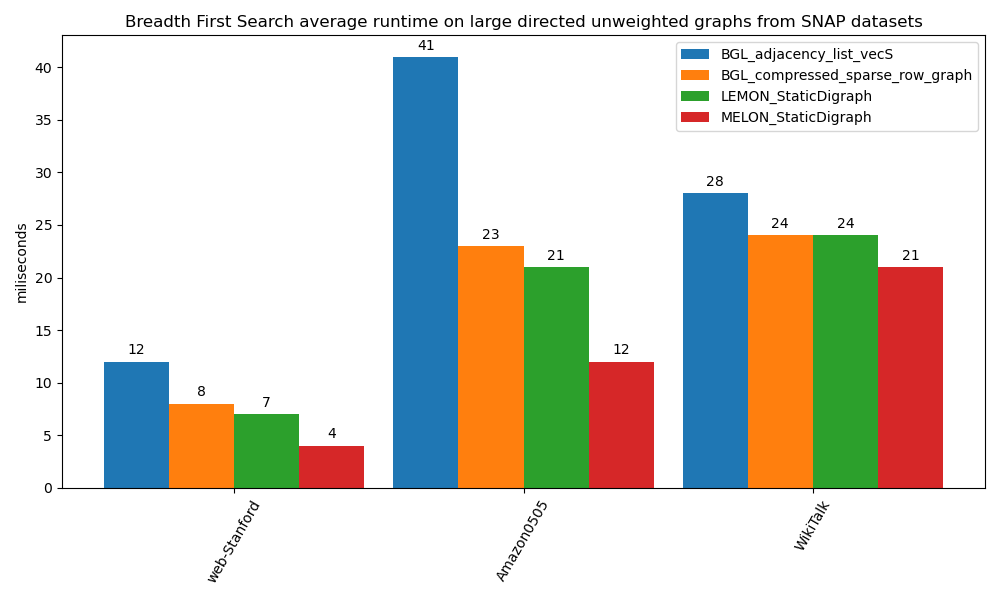 Breadth First Search average runtime on large directed unweighted graphs from SNAP datasets
BGL_adjacency_list_vecS
BGL_compressed_sparse_row_graph
LEMON_StaticDigraph
MELON_StaticDigraph
miliseconds
40
35
30
25
20
15
10
5
0
12
8
7
4
41
23
21
12
28
24
24
21
web-Stanford
Amazon0505
WikiTalk